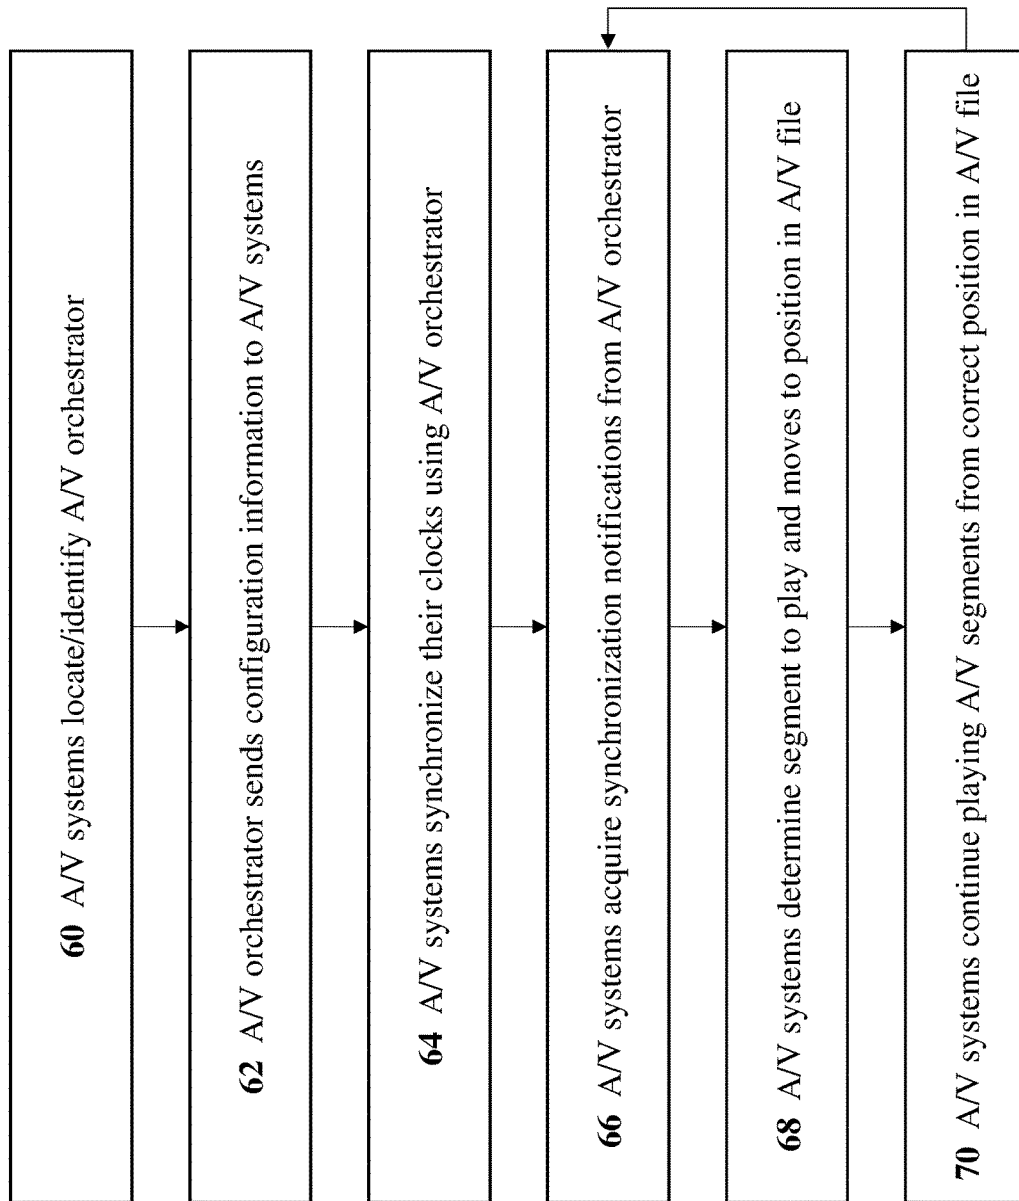 60 A/V systems locate/identify A/V orchestrator
62 A/V orchestrator sends configuration information to A/V systems
64 A/V systems synchronize their clocks using A/V orchestrator
66 A/V systems acquire synchronization notifications from A/V orchestrator
68 A/V systems determine segment to play and moves to position in A/V file
70 A/V systems continue playing A/V segments from correct position in A/V file